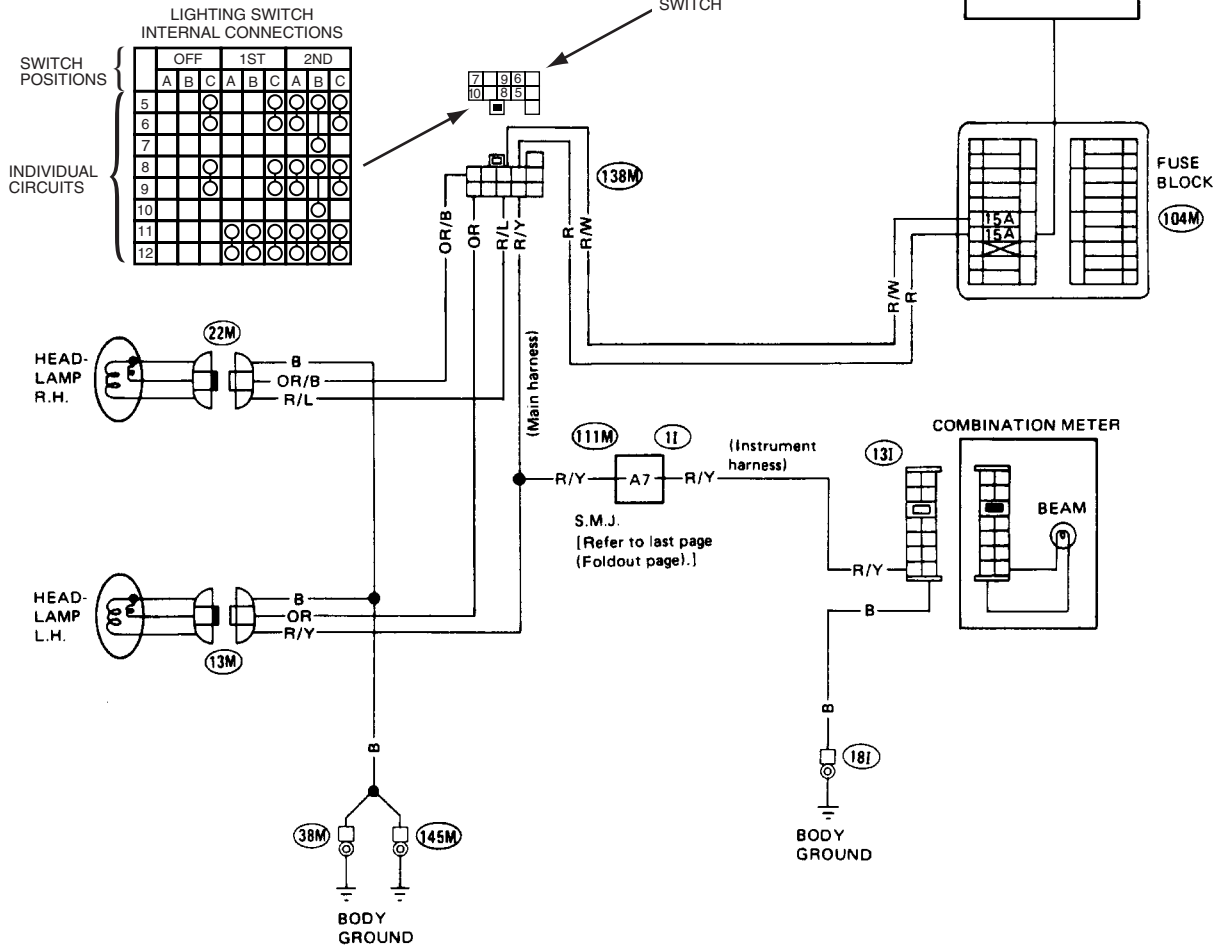 SWITCH
LIGHTING SWITCH
INTERNAL CONNECTIONS
SWITCH
POSITIONS
OFF 1ST 2ND
A B C A B C A B C
INDIVIDUAL
CIRCUITS
5
6
7
8
9
10
11
12
7 9 6
10 8 5
138M
FUSE
BLOCK
104M
15A
15A
OR/B
OR
R/L
R/Y
R
R/W
R/W
R
(Main harness)
22M
HEAD-
LAMP
R.H.
B
OR/B
R/L
111M
1I
(Instrument
harness)
R/Y
A7
R/Y
S.M.J.
[Refer to last page
(Foldout page).]
13I
COMBINATION METER
BEAM
R/Y
B
HEAD-
LAMP
L.H.
B
OR
R/Y
13M
B
B
18I
BODY
GROUND
38M
145M
BODY
GROUND